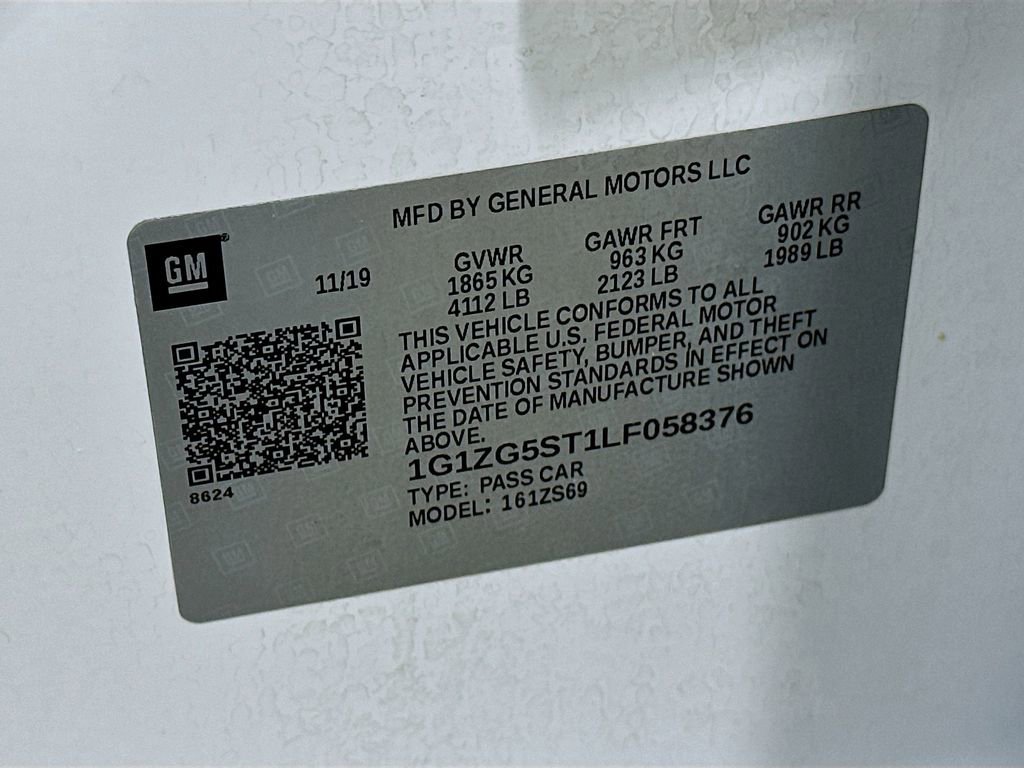 MFD BY GENERAL MOTORS LLC
GM
11/19
GVWR
1865 KG
4112 LB
GAWR FRT
963 KG
2123 LB
GAWR RR
902 KG
1989 LB
THIS VEHICLE CONFORMS TO ALL
APPLICABLE U.S. FEDERAL MOTOR
VEHICLE SAFETY, BUMPER, AND THEFT
PREVENTION STANDARDS IN EFFECT ON
THE DATE OF MANUFACTURE SHOWN
ABOVE.
1G1ZG5ST1LF058376
TYPE: PASS CAR
MODEL: 161ZS69
8624